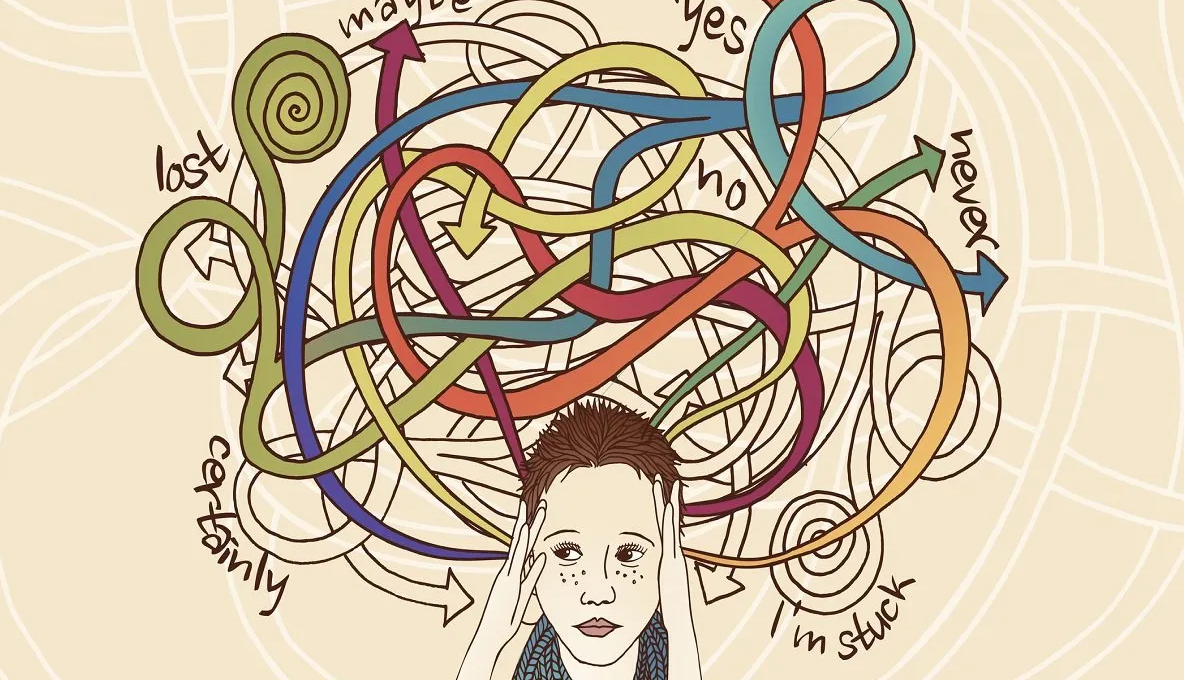 maybe
yes
lost
no
never
certainly
i'm stuck